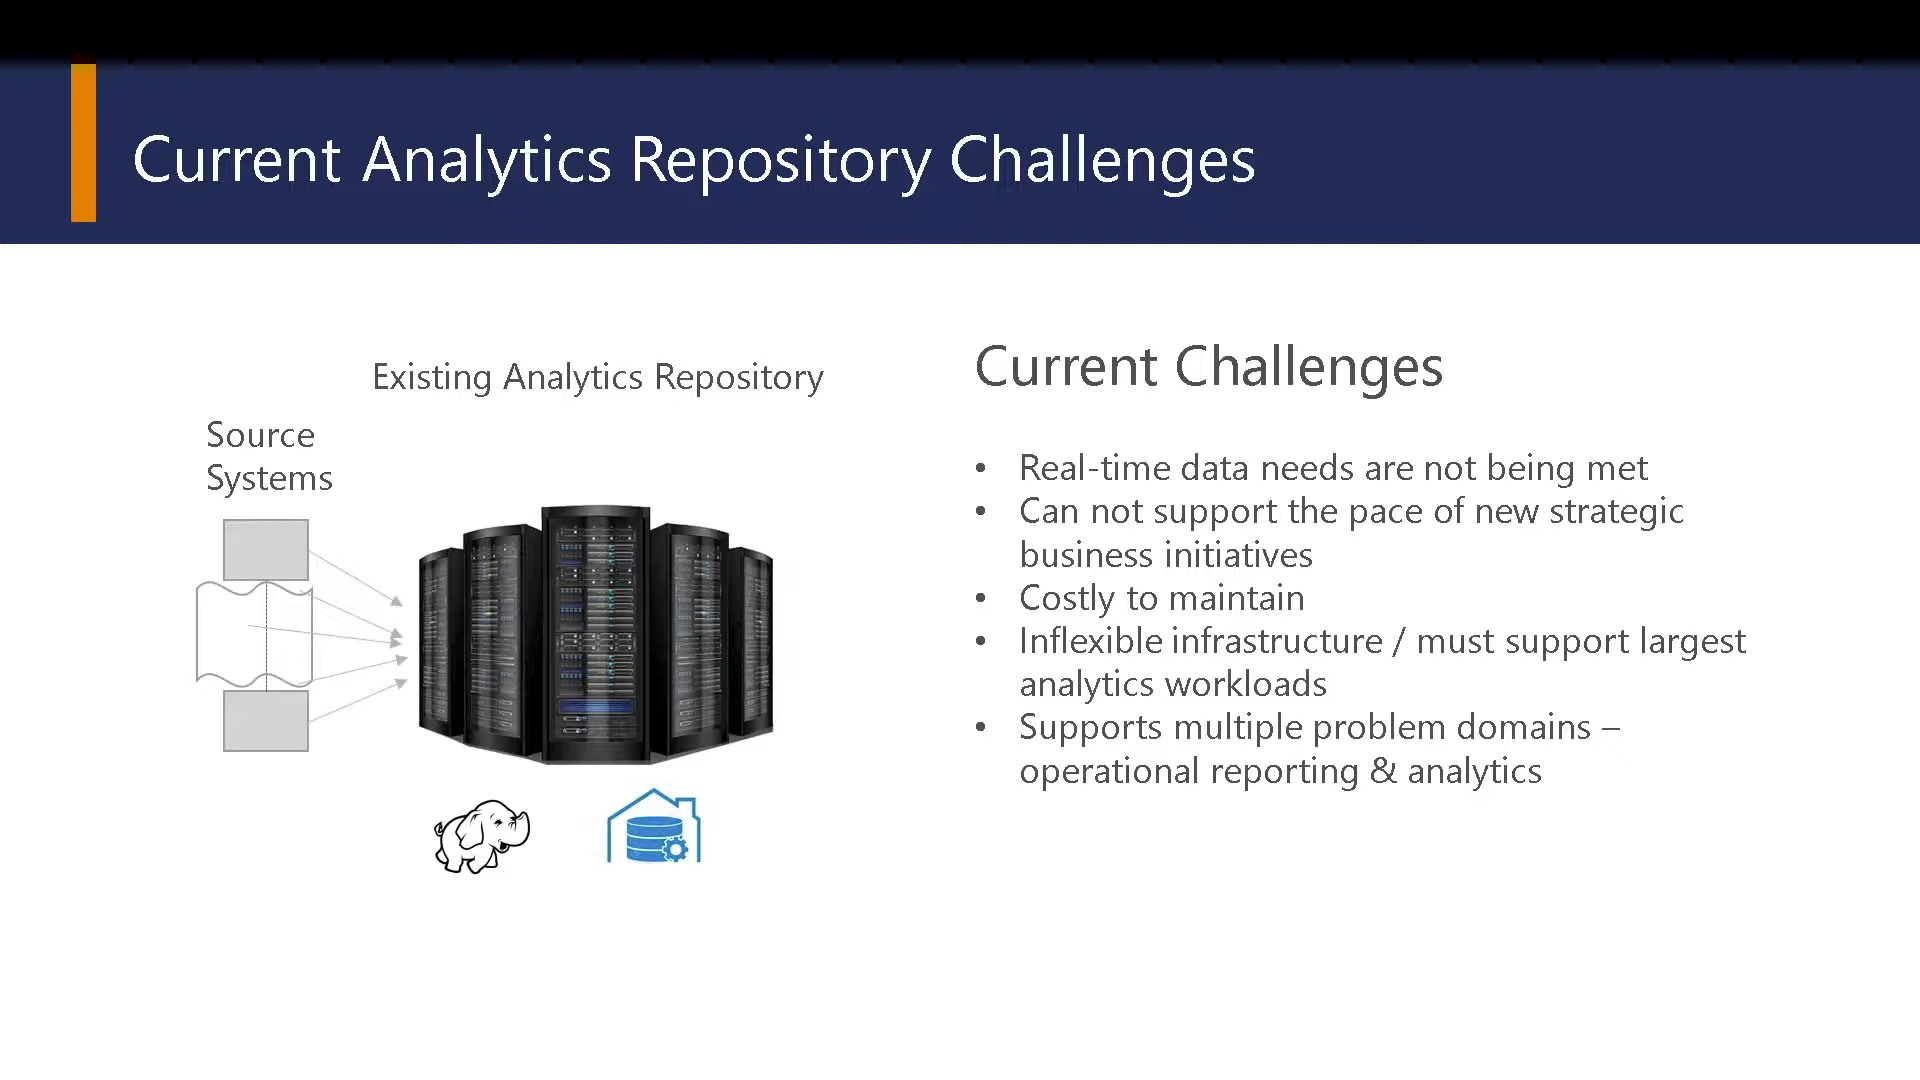 Current Analytics Repository Challenges
Existing Analytics Repository
Source
Systems
Current Challenges
• Real-time data needs are not being met
• Can not support the pace of new strategic
business initiatives
• Costly to maintain
• Inflexible infrastructure / must support largest
analytics workloads
• Supports multiple problem domains –
operational reporting & analytics